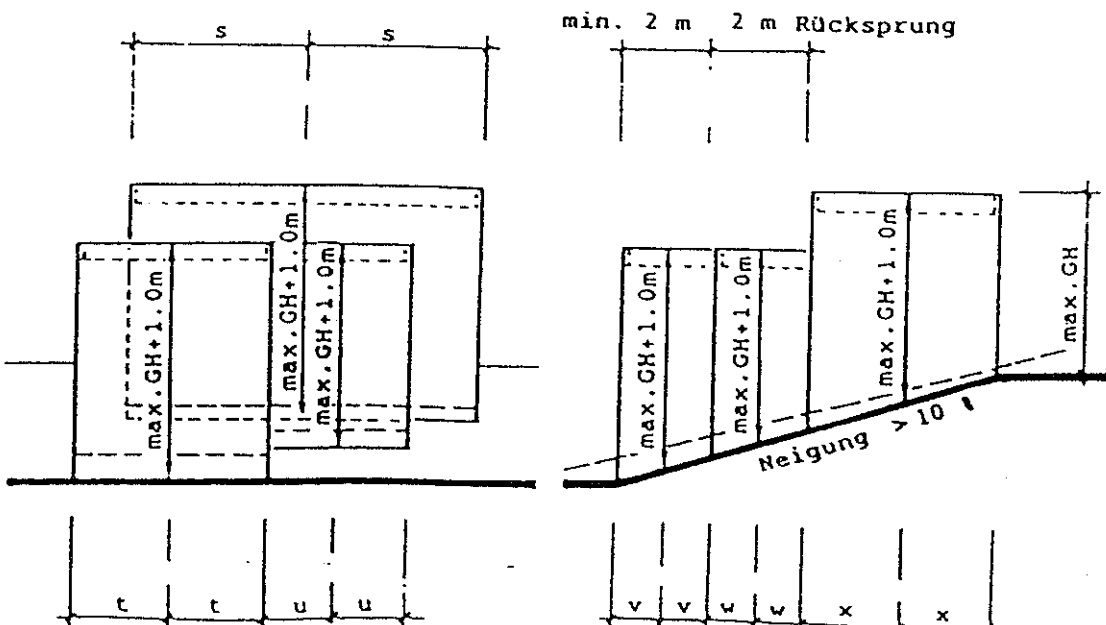 min. 2 m 2 m Rücksprung
s s
max.GH+1.0m
max.GH+1.0m
max.GH+1.0m
max.GH+1.0m
max.GH+1.0m
max.GH+1.0m
max.GH
Neigung > 10
t t u u
v v w w x x